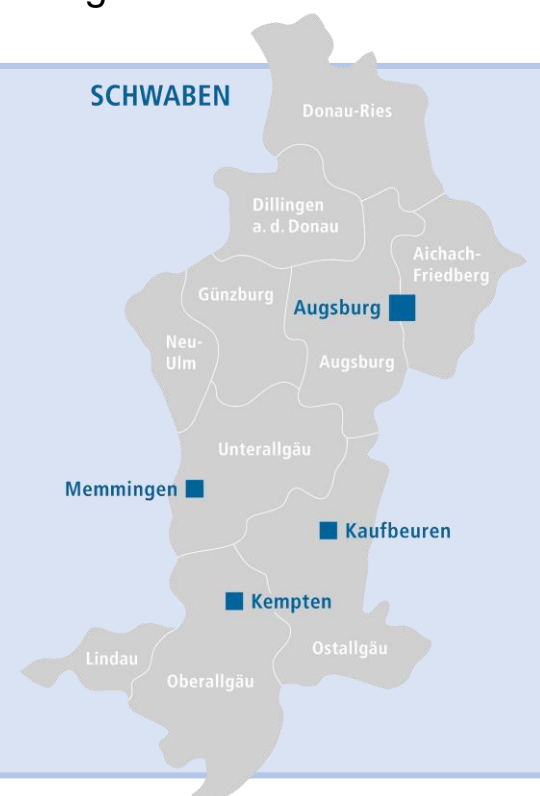 SCHWABEN
Donau-Ries
Dillingen
a. d. Donau
Aichach-
Friedberg
Günzburg
Augsburg
Neu-
Ulm
Augsburg
Unterallgäu
Memmingen
Kaufbeuren
Kempten
Ostallgäu
Lindau
Oberallgäu